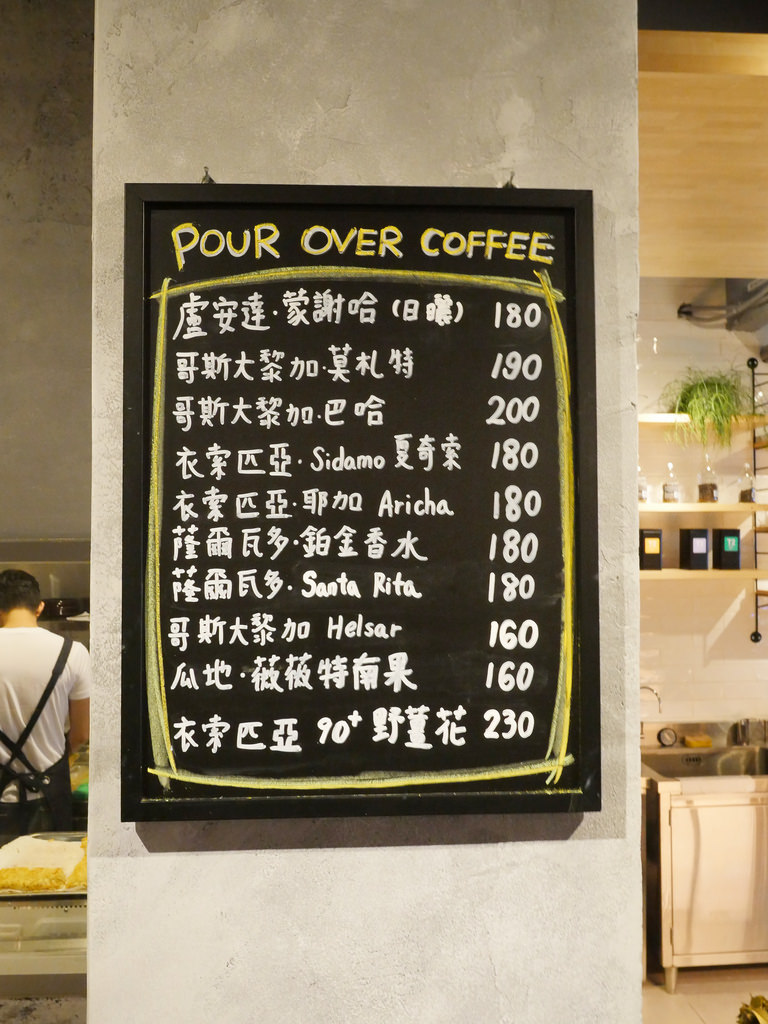 POUR OVER COFFEE
盧安達·蒙謝哈(日曬) 180
哥斯大黎加·莫札特 190
哥斯大黎加·巴哈 200
衣索匹亞·Sidamo 夏奇索 180
衣索匹亞·耶加 Aricha 180
薩爾瓦多·鉑金香水 180
薩爾瓦多·Santa Rita 180
哥斯大黎加 Helsar 160
瓜地·薇薇特南果 160
衣索匹亞 90+ 野薑花 230